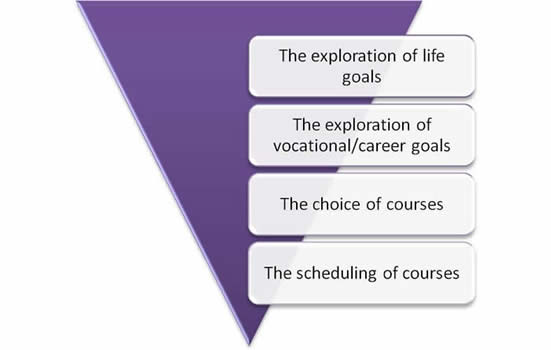 The exploration of life
goals
The exploration of
vocational/career goals
The choice of courses
The scheduling of courses